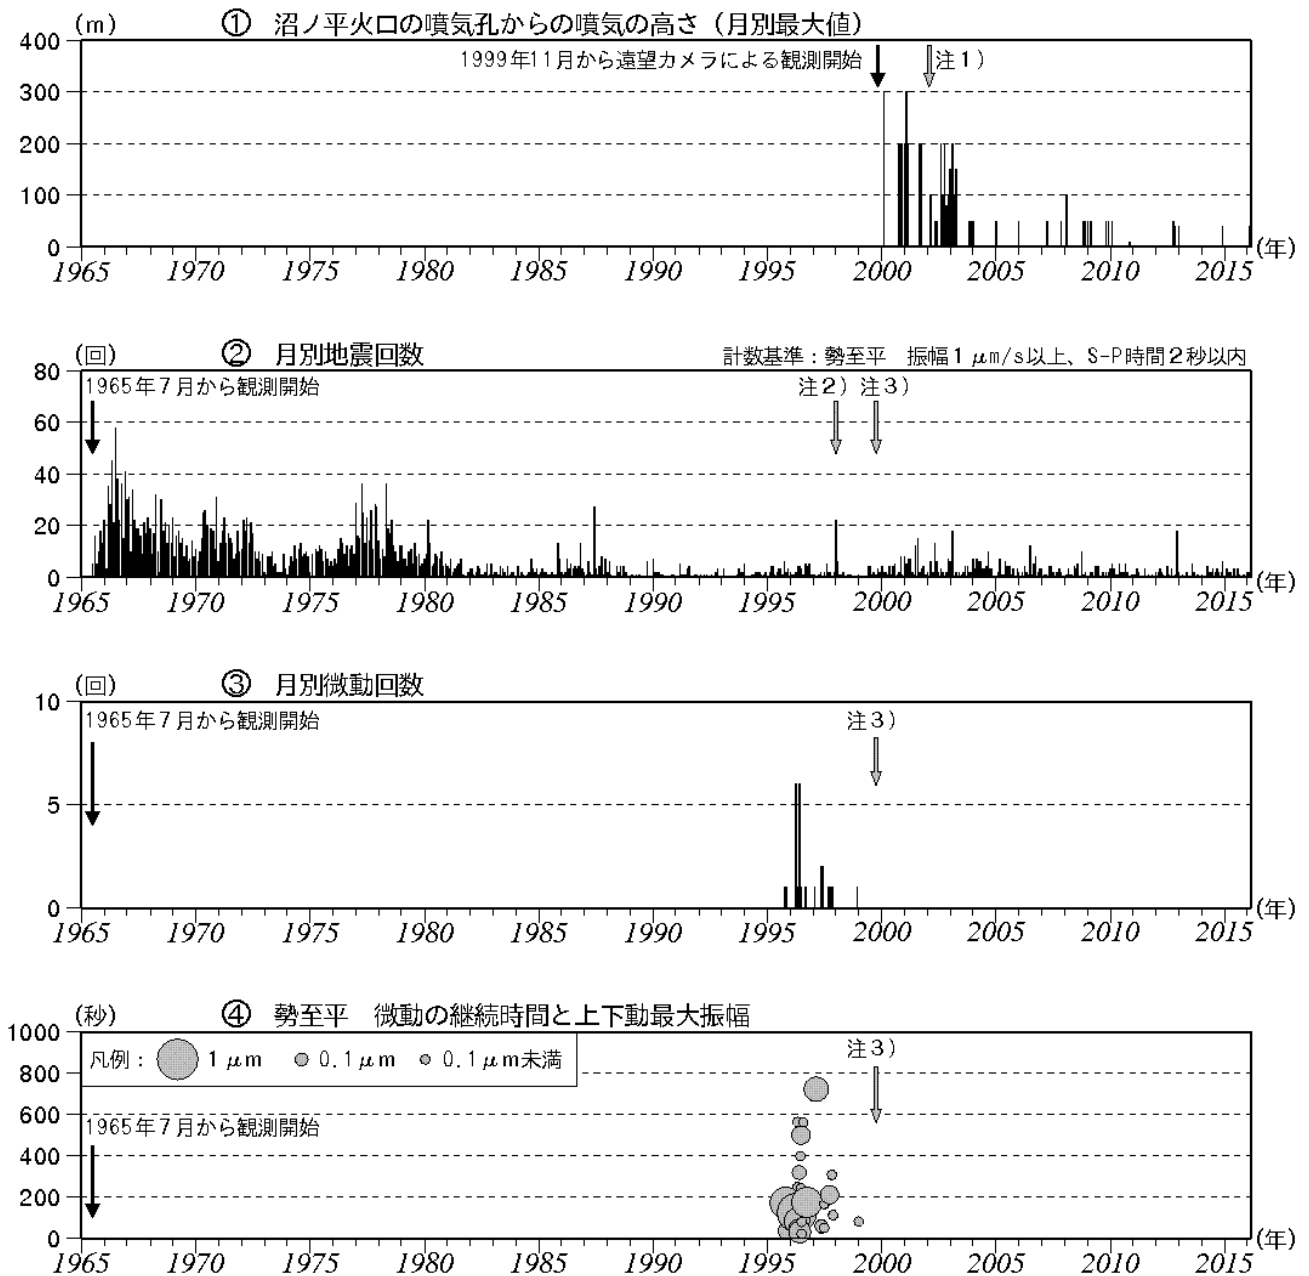 (m) ① 沼ノ平火口の噴気孔からの噴気の高さ（月別最大値）
400
1999年11月から遠望カメラによる観測開始 注１）
300
200
100
0
1965 1970 1975 1980 1985 1990 1995 2000 2005 2010 2015 (年)
(回) ② 月別地震回数 計数基準：勢至平 振幅１μm/s以上、S-P時間２秒以内
80
1965年７月から観測開始 注２） 注３）
60
40
20
0
1965 1970 1975 1980 1985 1990 1995 2000 2005 2010 2015 (年)
(回) ③ 月別微動回数
10
1965年７月から観測開始 注３）
5
0
1965 1970 1975 1980 1985 1990 1995 2000 2005 2010 2015 (年)
(秒) ④ 勢至平 微動の継続時間と上下動最大振幅
1000
凡例： 1 μm 0.1μm 0.1μm未満 注３）
800
600
1965年７月から観測開始
400
200
0
1965 1970 1975 1980 1985 1990 1995 2000 2005 2010 2015 (年)